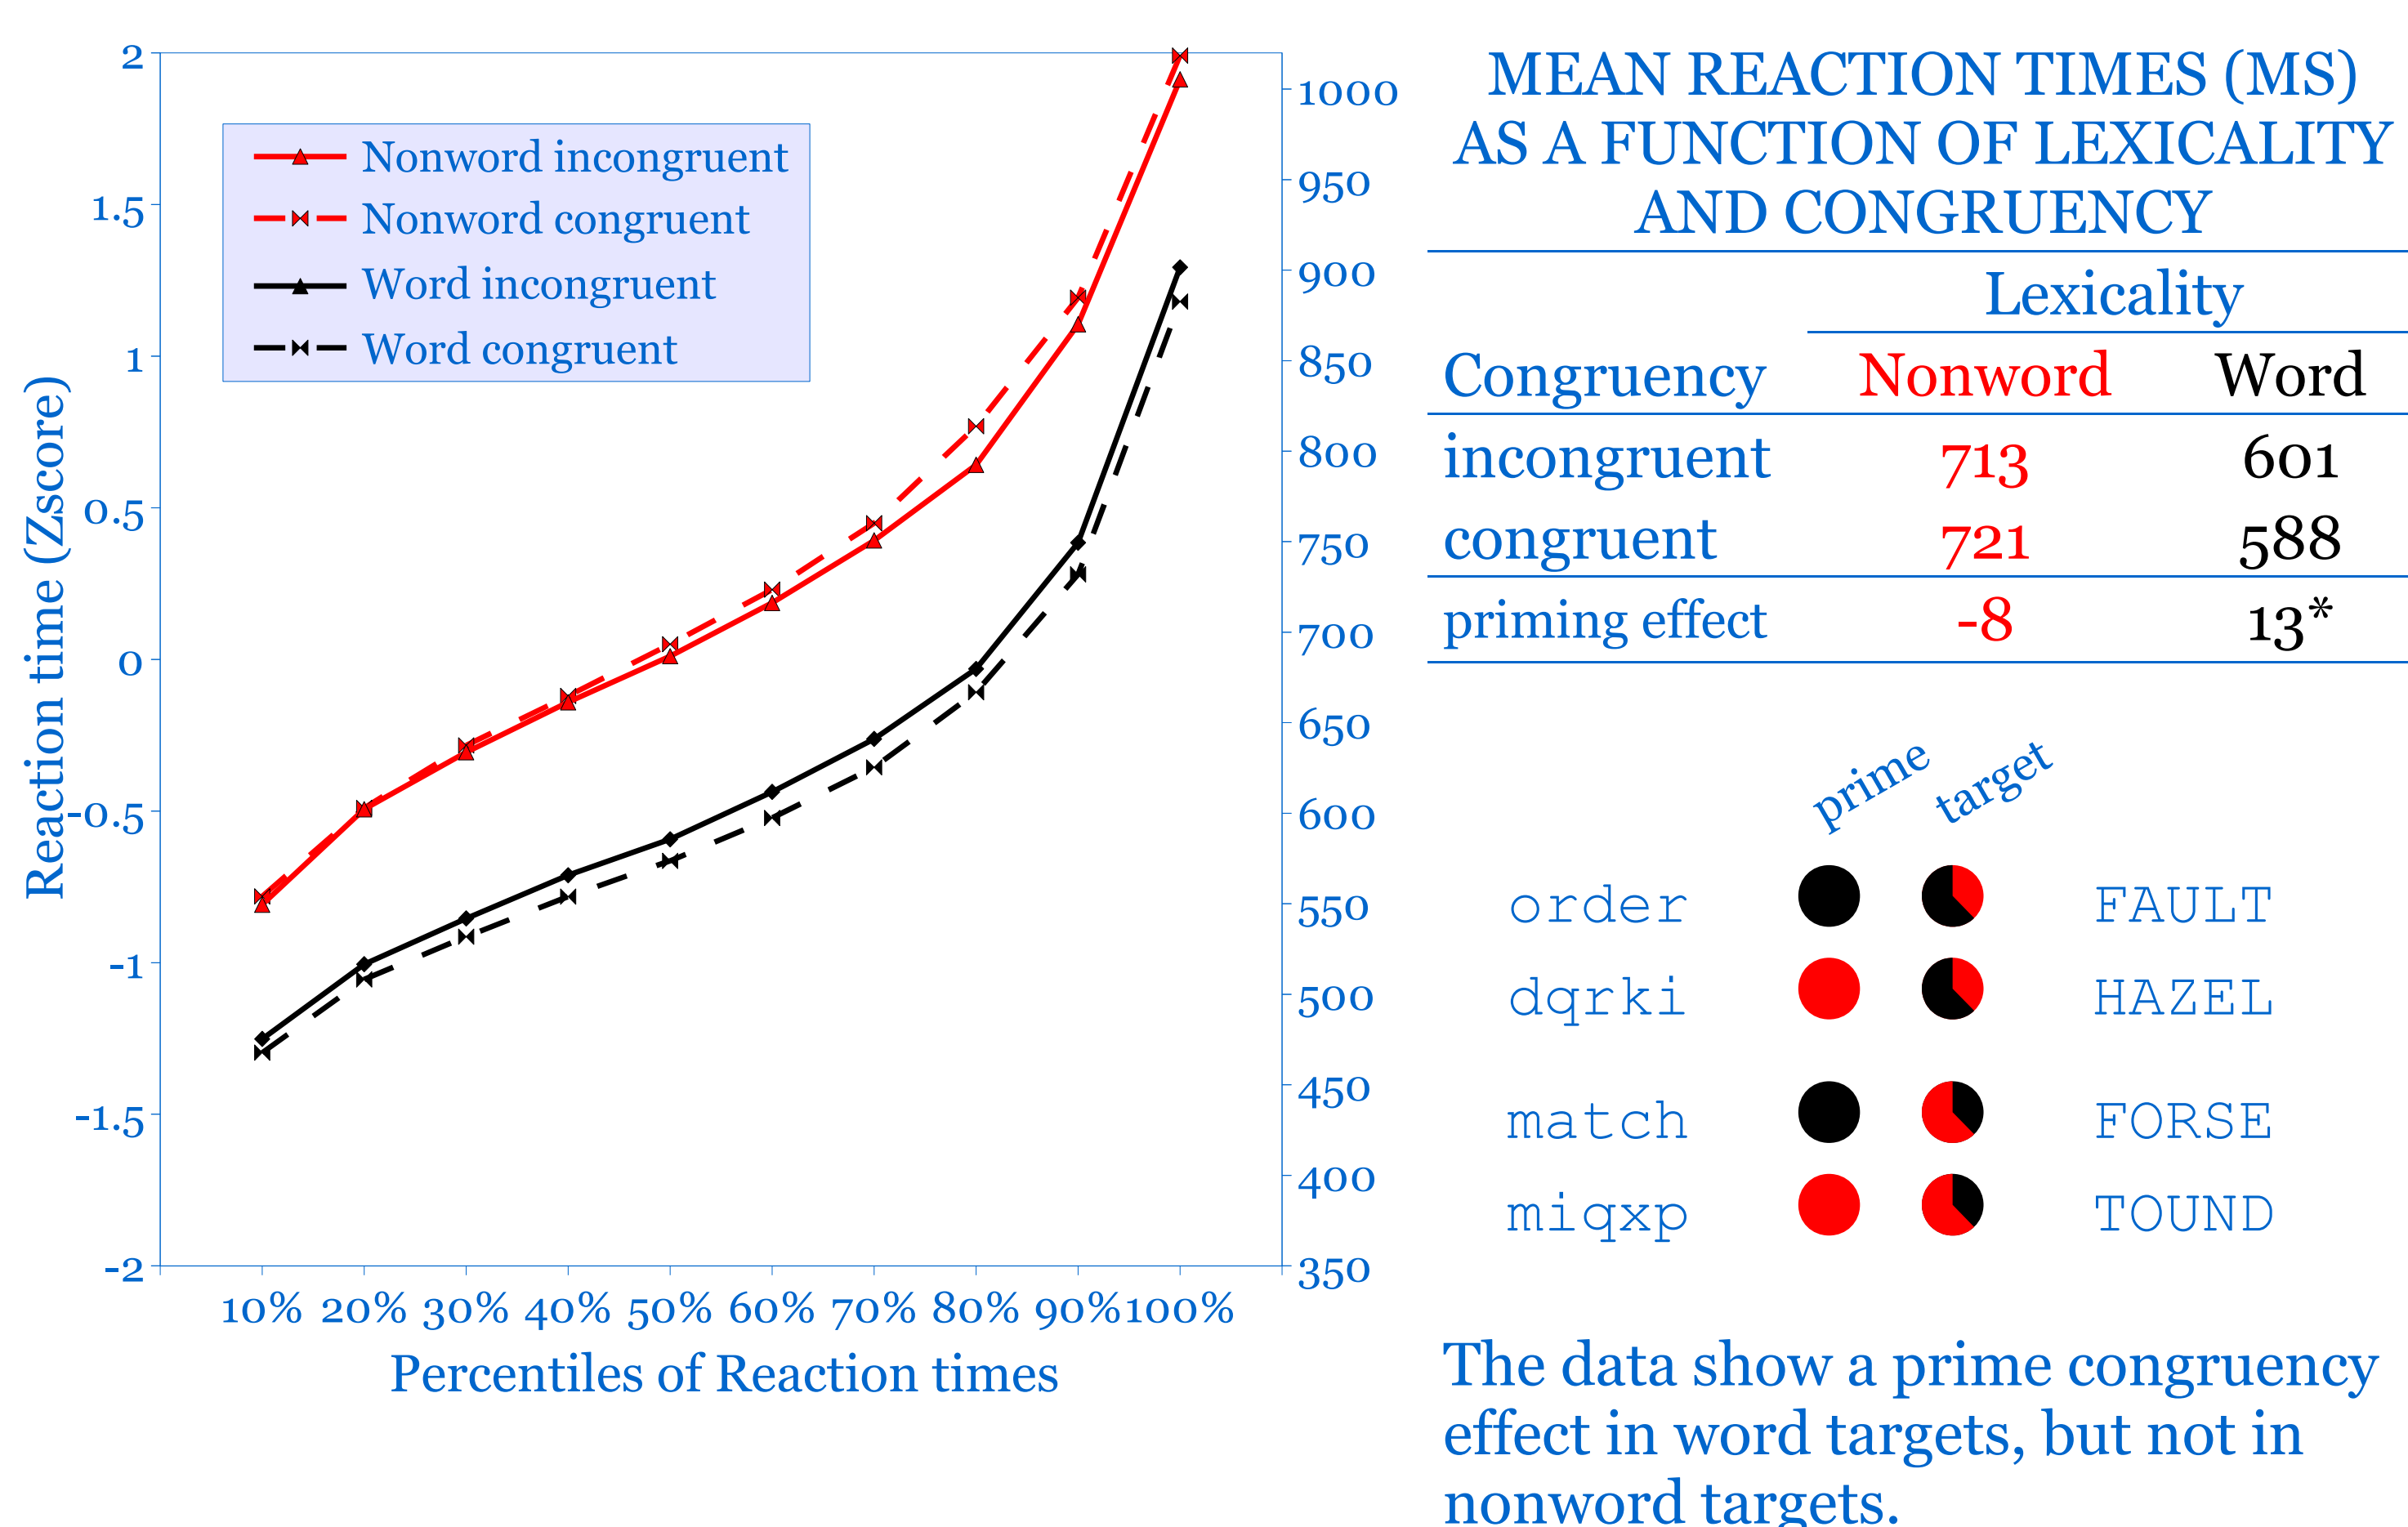 2
1.5
1
0.5
0
-0.5
-1
-1.5
-2
Reaction time (Zscore)
Nonword incongruent
Nonword congruent
Word incongruent
Word congruent
1000
950
900
850
800
750
700
650
600
550
500
450
400
350
10% 20% 30% 40% 50% 60% 70% 80% 90% 100%
Percentiles of Reaction times
MEAN REACTION TIMES (MS)
AS A FUNCTION OF LEXICALITY
AND CONGRUENCY
Lexicality
Congruency Nonword Word
incongruent 713 601
congruent 721 588
priming effect -8 13*
prime target
order FAULT
dqrki HAZEL
match FORSE
miqxp TOUND
The data show a prime congruency
effect in word targets, but not in
nonword targets.